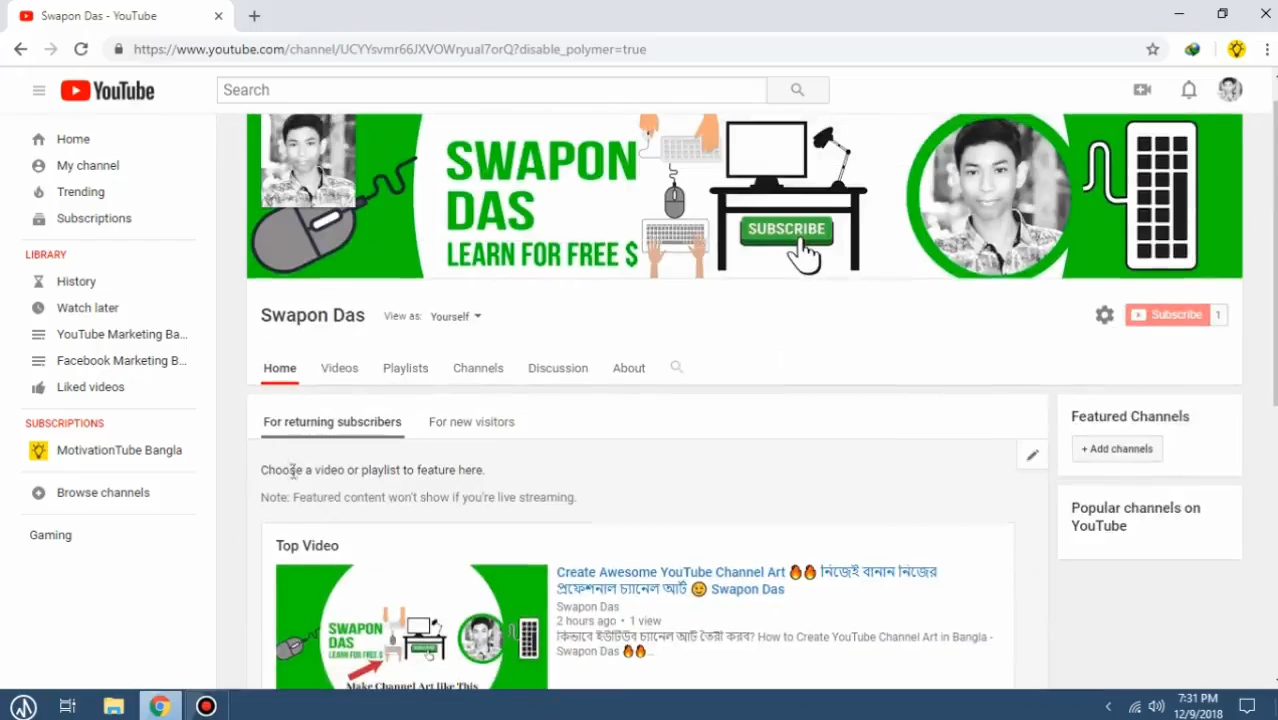 Swapon Das - YouTube
https://www.youtube.com/channel/UCYYsvmr66JXVOWryual7orQ?disable_polymer=true
YouTube
Search
Home
My channel
Trending
Subscriptions
LIBRARY
History
Watch later
YouTube Marketing Ba...
Facebook Marketing B...
Liked videos
SUBSCRIPTIONS
MotivationTube Bangla
Browse channels
Gaming
SWAPON
DAS
LEARN FOR FREE $
SUBSCRIBE
Swapon Das
View as: Yourself
Subscribe 1
Home Videos Playlists Channels Discussion About
For returning subscribers For new visitors
Choose a video or playlist to feature here.
Note: Featured content won't show if you're live streaming.
Top Video
SWAPON
DAS
LEARN FOR FREE $
Make Channel Art like This
Create Awesome YouTube Channel Art 🔥🔥 নিজেই বানান নিজের
প্রফেশনাল চ্যানেল আর্ট 🙂 Swapon Das
Swapon Das
2 hours ago • 1 view
কিভাবে ইউটিউব চ্যানেল আর্ট তৈরী করব? How to Create YouTube Channel Art in Bangla -
Swapon Das 🔥🔥...
Featured Channels
+ Add channels
Popular channels on
YouTube
7:31 PM
12/9/2018